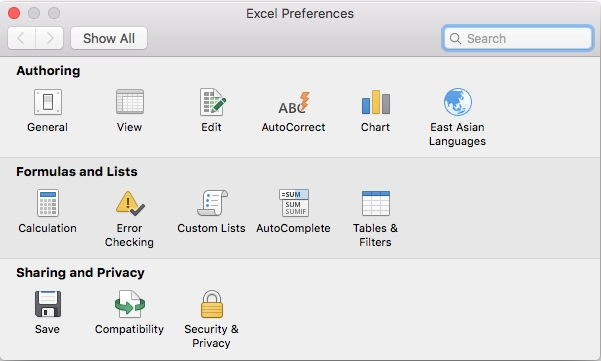 Excel Preferences
Show All
Search
Authoring
General
View
Edit
ABC
AutoCorrect
Chart
East Asian
Languages
Formulas and Lists
Calculation
Error
Checking
Custom Lists
=SUM
SUM
SUMIF
AutoComplete
Tables &
Filters
Sharing and Privacy
Save
Compatibility
Security &
Privacy